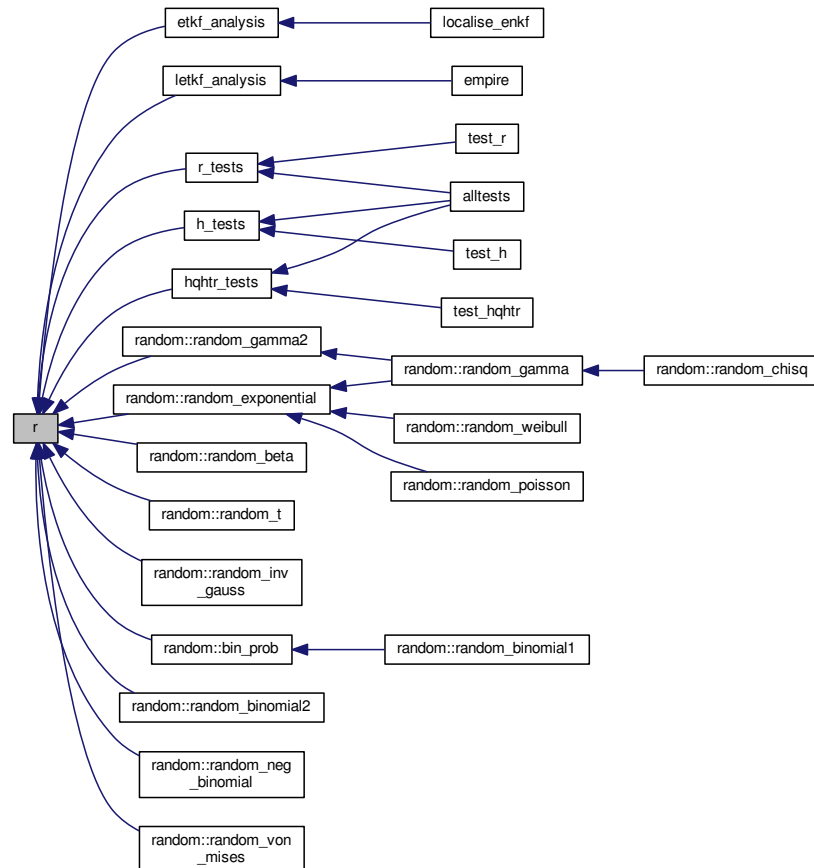 etkf_analysis
localise_enkf
letkf_analysis
empire
test_r
r_tests
alltests
h_tests
test_h
hqhtr_tests
test_hqhtr
random::random_gamma2
random::random_gamma
random::random_chisq
random::random_exponential
r
random::random_weibull
random::random_beta
random::random_poisson
random::random_t
random::random_inv
_gauss
random::bin_prob
random::random_binomial1
random::random_binomial2
random::random_neg
_binomial
random::random_von
_mises